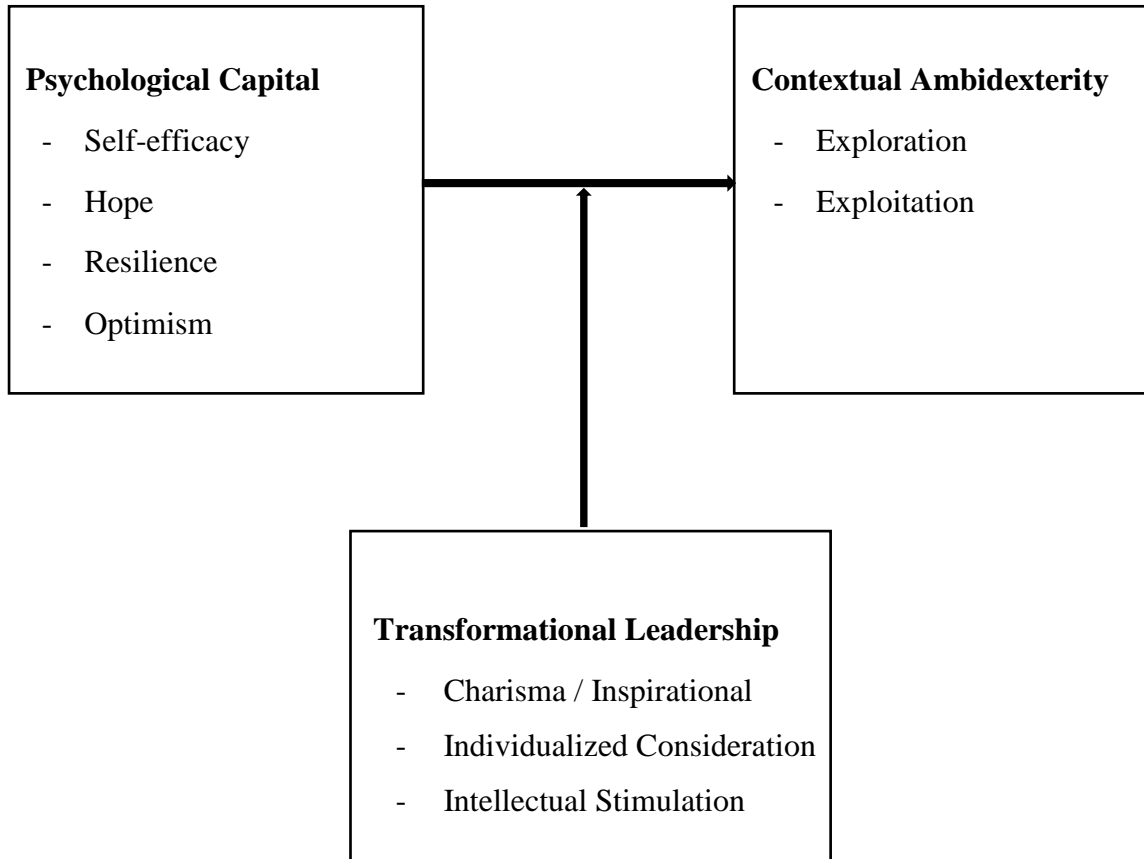 Psychological Capital
- Self-efficacy
- Hope
- Resilience
- Optimism
Contextual Ambidexterity
- Exploration
- Exploitation
Transformational Leadership
- Charisma / Inspirational
- Individualized Consideration
- Intellectual Stimulation